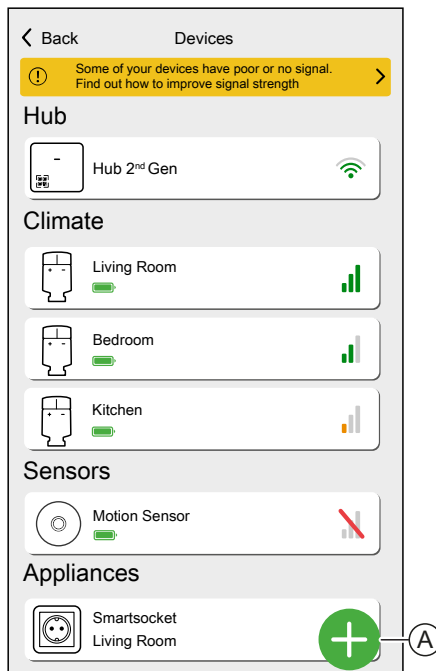 Back
Devices
Some of your devices have poor or no signal.
Find out how to improve signal strength
Hub
Hub 2nd Gen
Climate
Living Room
Bedroom
Kitchen
Sensors
Motion Sensor
Appliances
Smartsocket
Living Room
A